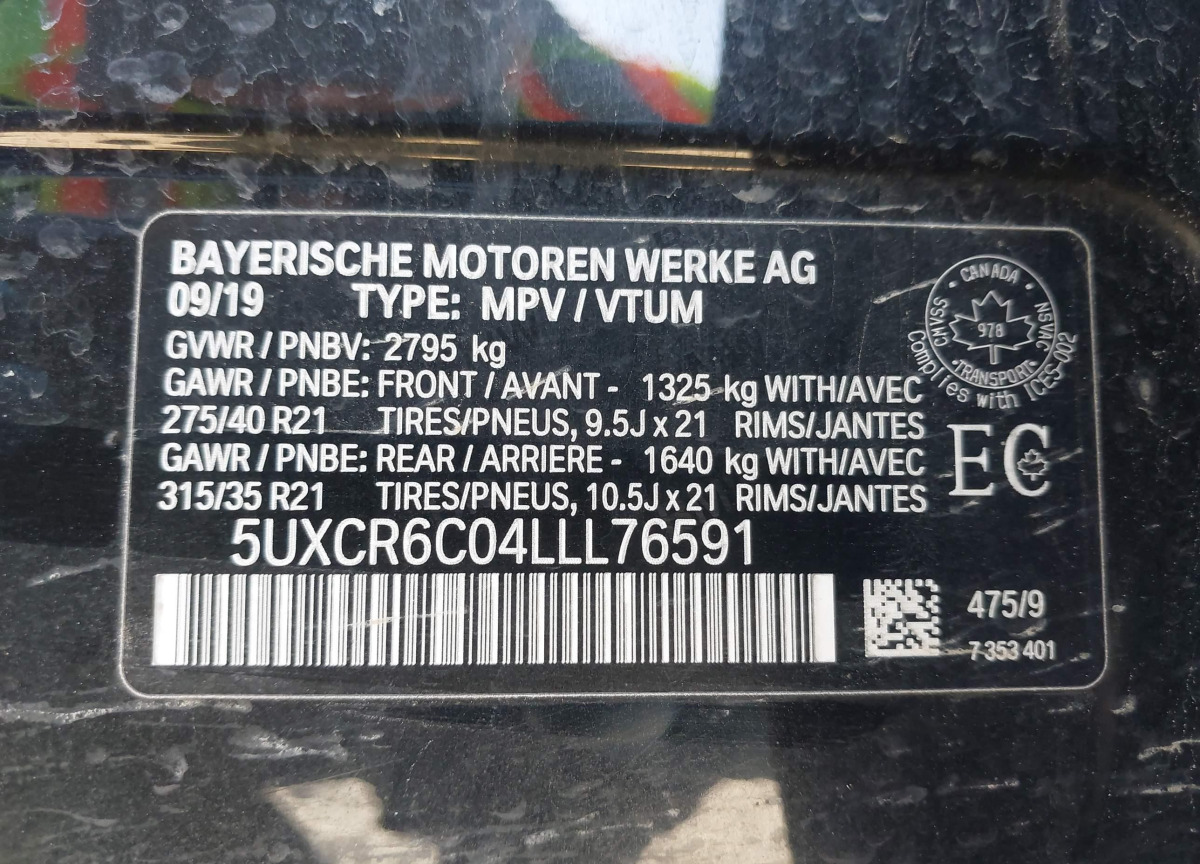 BAYERISCHE MOTOREN WERKE AG
09/19 TYPE: MPV / VTUM
GVWR / PNBV: 2795 kg
GAWR / PNBE: FRONT / AVANT - 1325 kg WITH/AVEC
275/40 R21 TIRES/PNEUS, 9.5J x 21 RIMS/JANTES
GAWR / PNBE: REAR / ARRIERE - 1640 kg WITH/AVEC
315/35 R21 TIRES/PNEUS, 10.5J x 21 RIMS/JANTES
5UXCR6C04LLL76591
CANADA
CMVSS NSVAC
978
TRANSPORT
Complies with ICES-002
EC
475/9
7 353 401